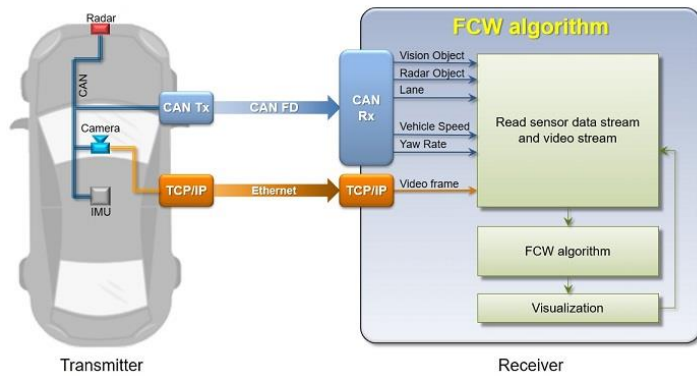 Radar
CAN
Camera
IMU
CAN Tx
CAN FD
TCP/IP
Ethernet
Transmitter
FCW algorithm
CAN
Rx
TCP/IP
Vision Object
Radar Object
Lane
Vehicle Speed
Yaw Rate
Video frame
Read sensor data stream
and video stream
FCW algorithm
Visualization
Receiver